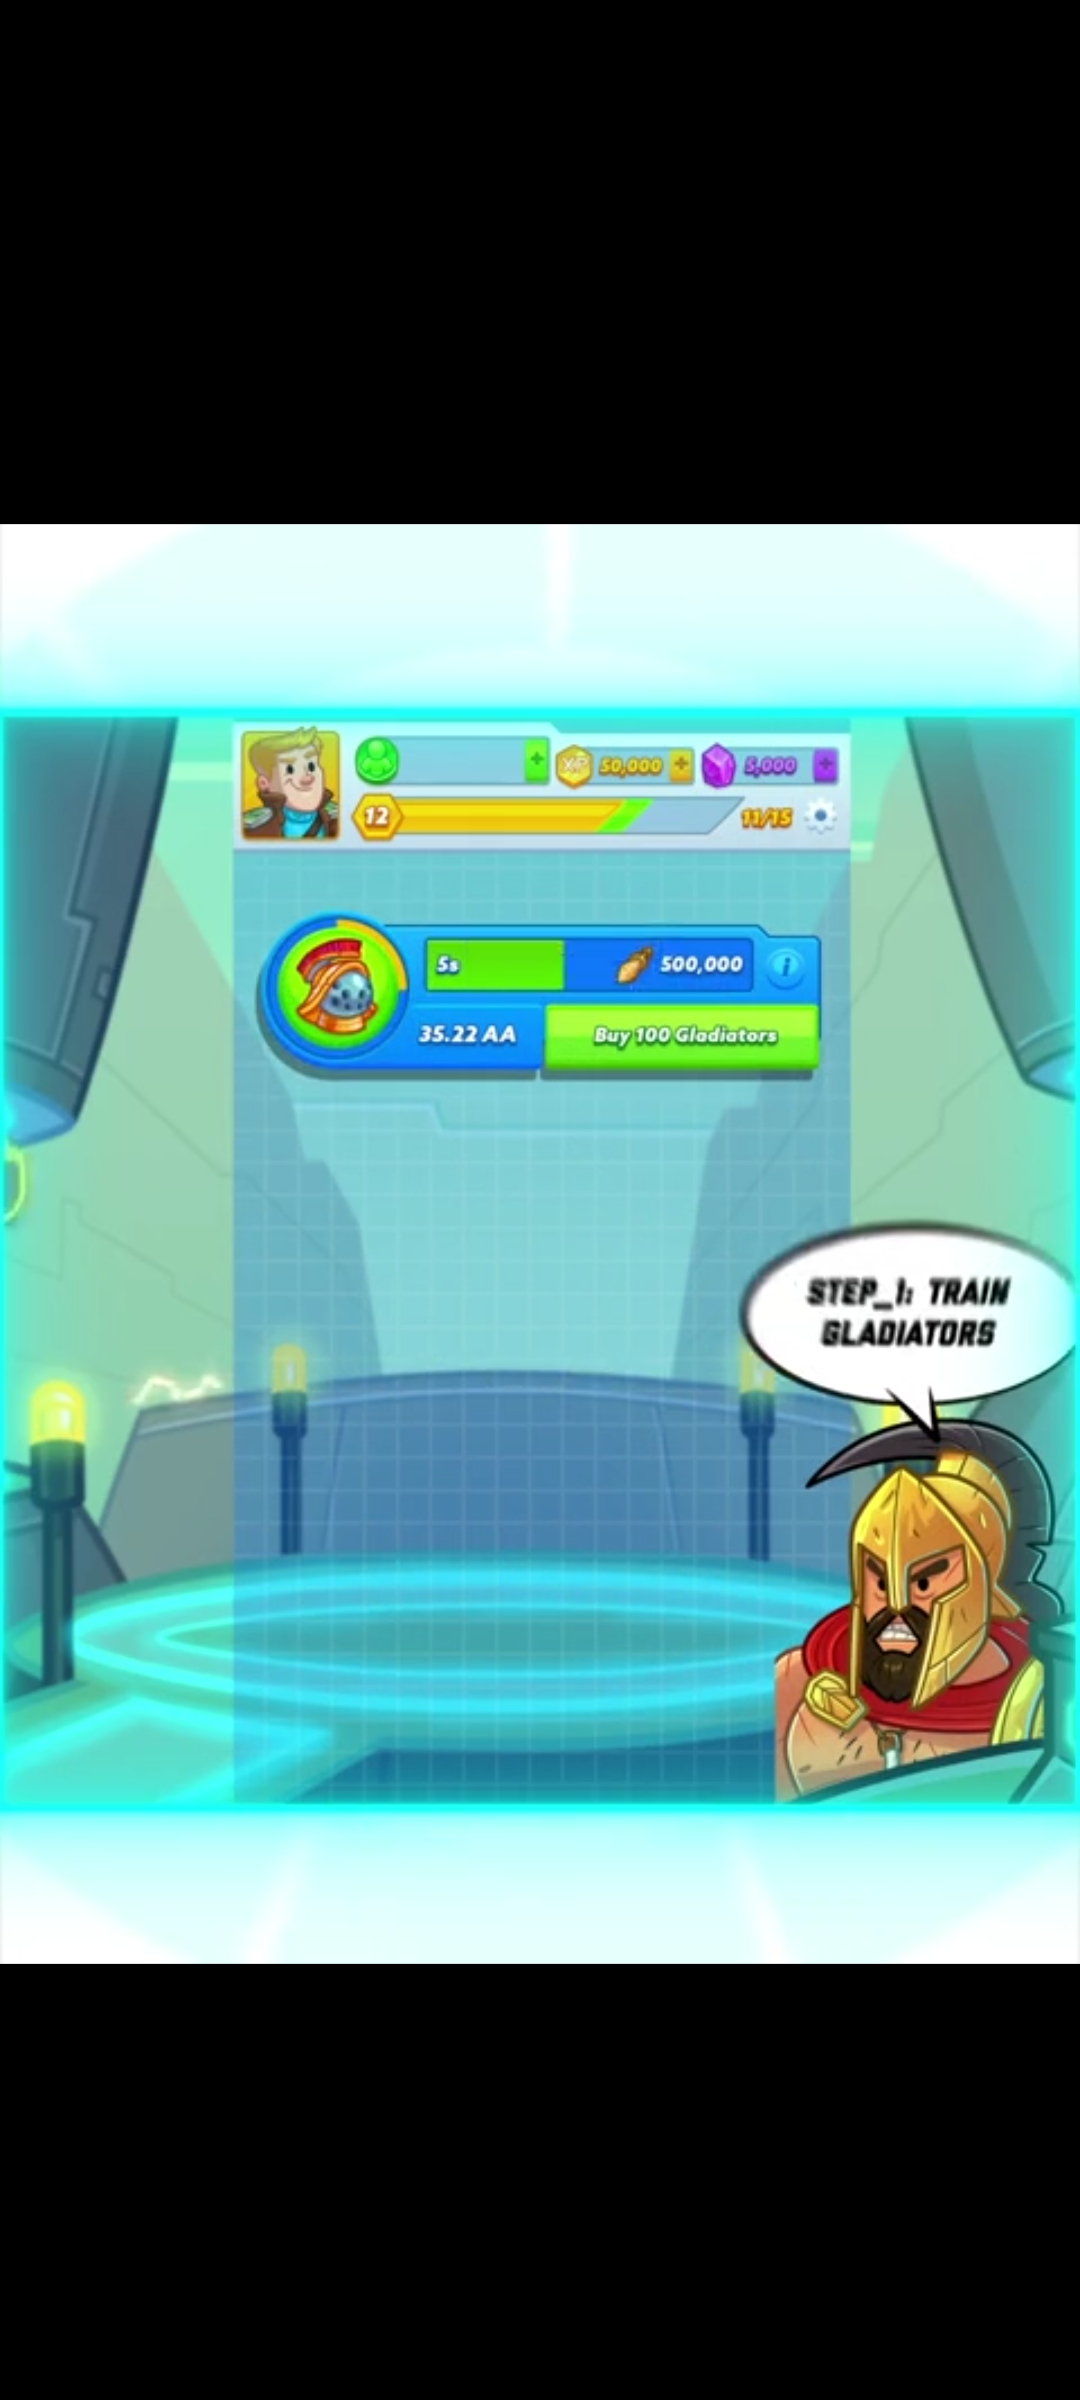 XP 50,000 5,000
12 11/15
5s 500,000
35.22 AA Buy 100 Gladiators
STEP_1: TRAIN
GLADIATORS